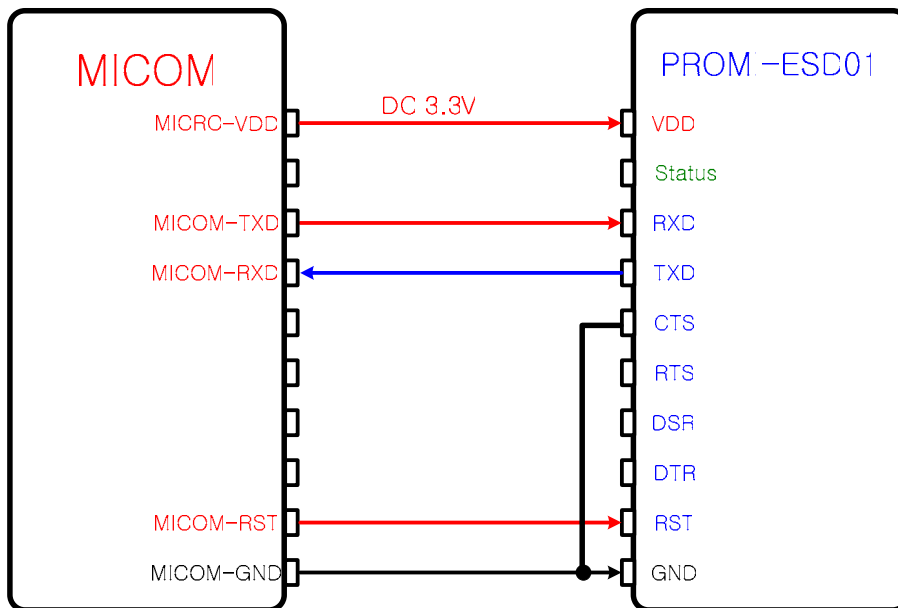 MICOM
PROMI-ESD01
DC 3.3V
MICRC-VDD
VDD
Status
MICOM-TXD
RXD
MICOM-RXD
TXD
CTS
RTS
DSR
DTR
MICOM-RST
RST
MICOM-GND
GND